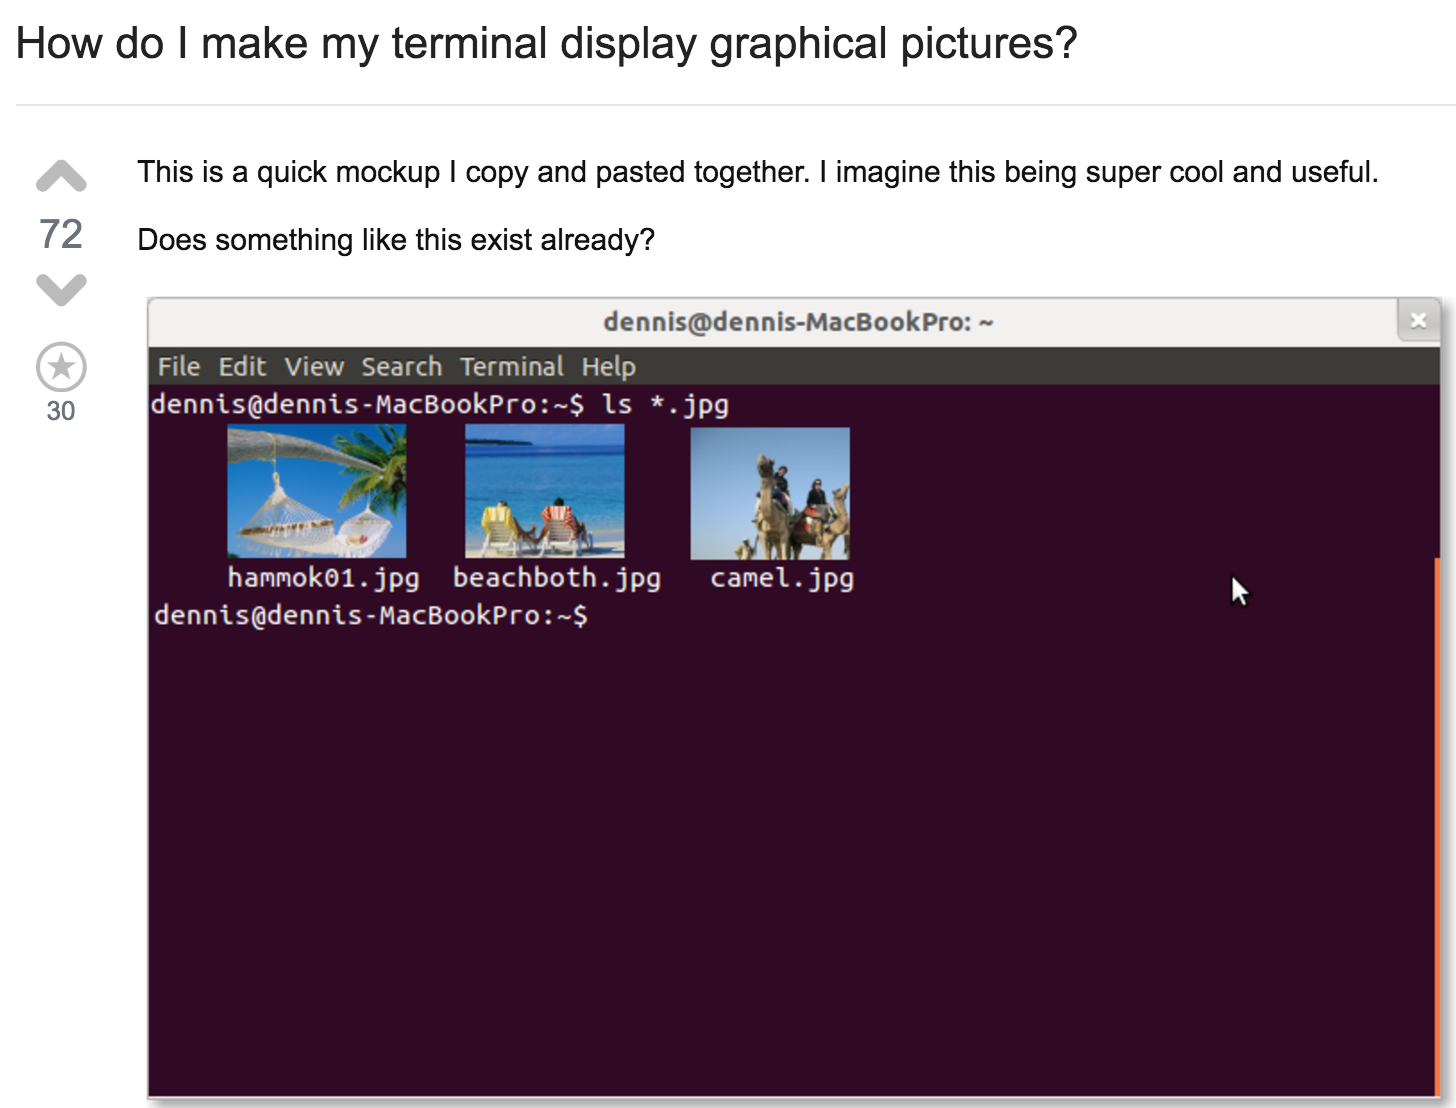 How do I make my terminal display graphical pictures?
This is a quick mockup I copy and pasted together. I imagine this being super cool and useful.
72
Does something like this exist already?
dennis@dennis-MacBookPro: ~
File Edit View Search Terminal Help
30
dennis@dennis-MacBookPro:~$ ls *.jpg
hammok01.jpg beachboth.jpg camel.jpg
dennis@dennis-MacBookPro:~$